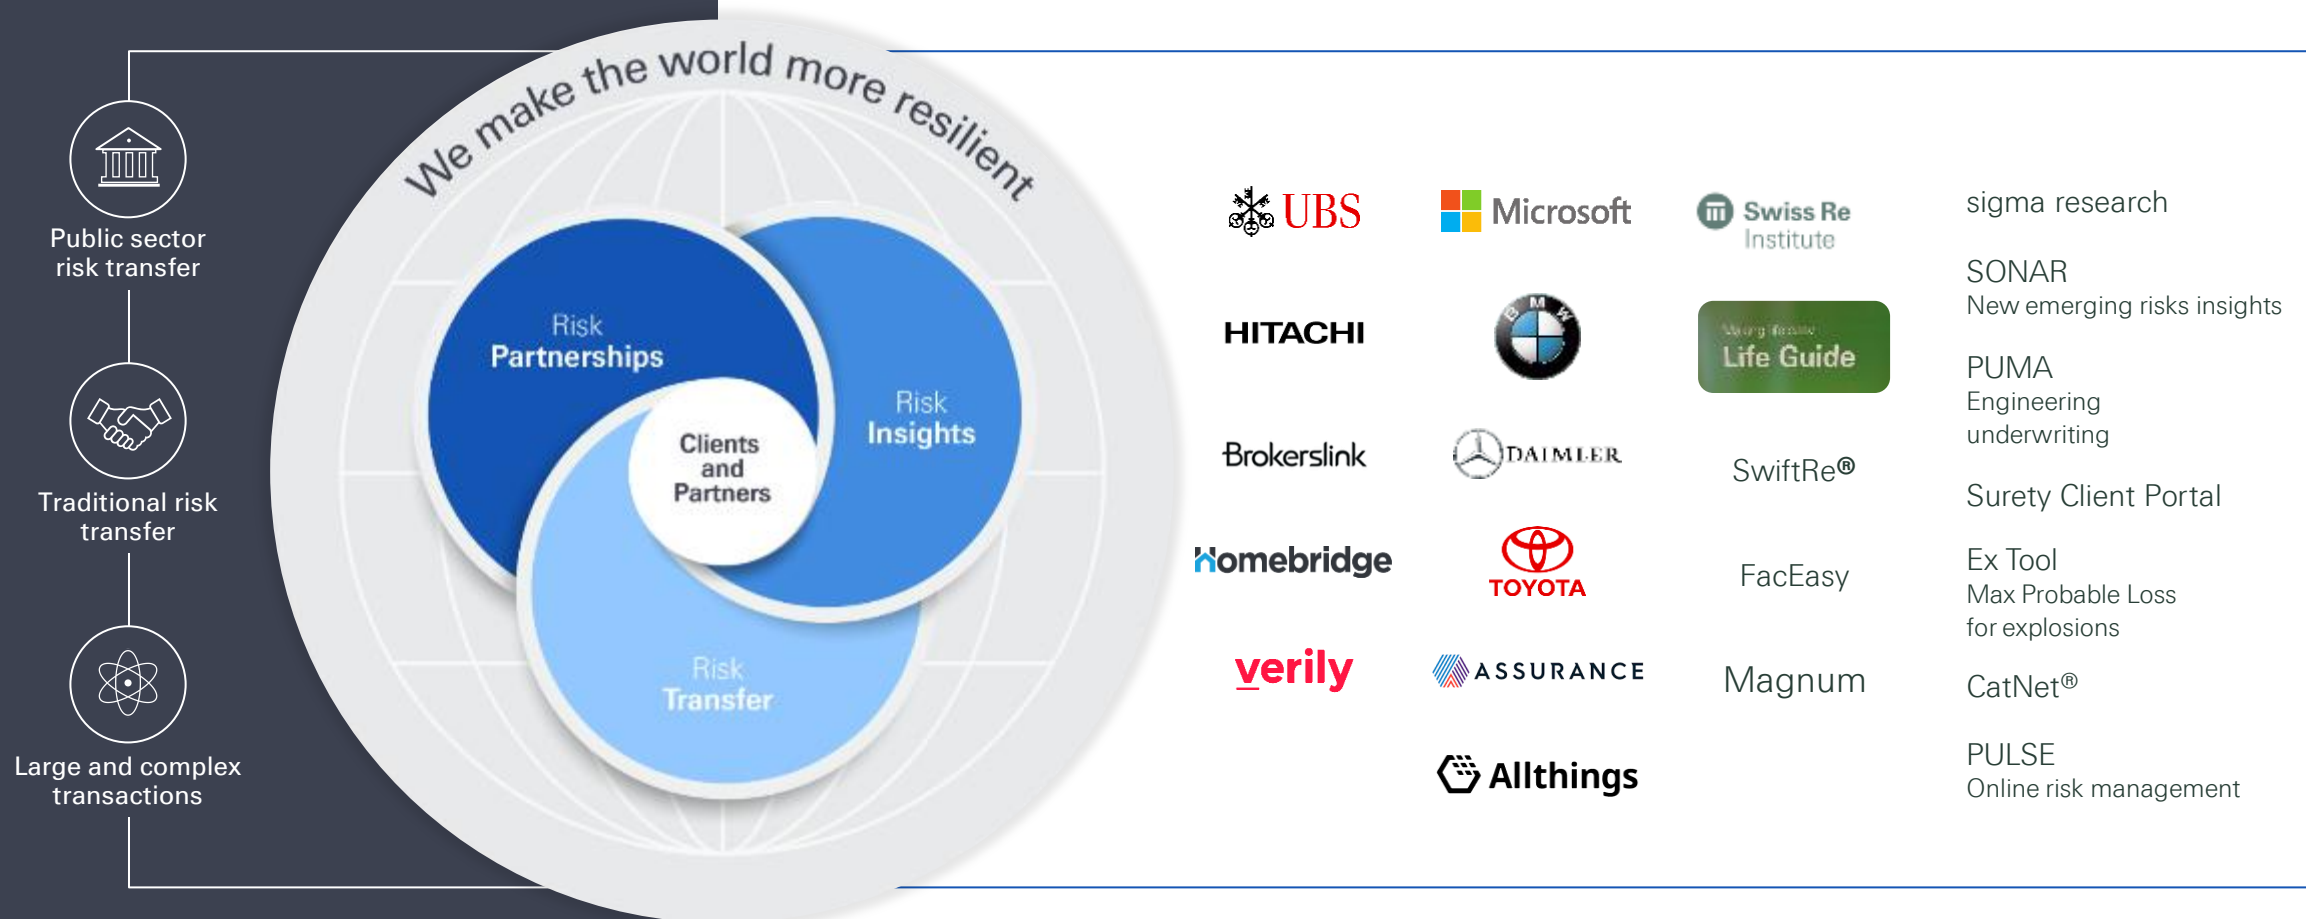 We make the world more resilient
Public sector
risk transfer
Traditional risk
transfer
Large and complex
transactions
Risk
Partnerships
Risk
Insights
Clients
and
Partners
Risk
Transfer
UBS
HITACHI
Brokerslink
Homebridge
verily
Microsoft
BMW
DAIMLER
TOYOTA
ASSURANCE
Allthings
Swiss Re
Institute
Life Guide
SwiftRe®
FacEasy
Magnum
sigma research
SONAR
New emerging risks insights
PUMA
Engineering
underwriting
Surety Client Portal
Ex Tool
Max Probable Loss
for explosions
CatNet®
PULSE
Online risk management